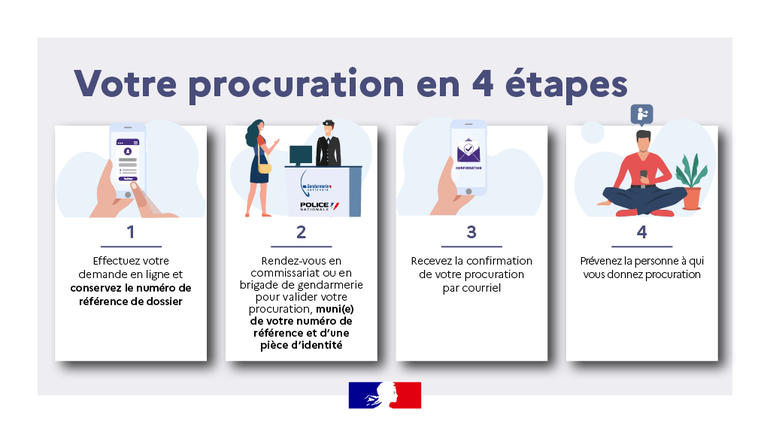 Votre procuration en 4 étapes
CONFIRMATION
Gendarmerie
nationale
POLICE
NATIONALE
1
Effectuez votre
demande en ligne et
conservez le numéro de
référence de dossier
2
Rendez-vous en
commissariat ou en
brigade de gendarmerie
pour valider votre
procuration, muni(e)
de votre numéro de
référence et d'une
pièce d'identité
3
Recevez la confirmation
de votre procuration
par courriel
4
Prévenez la personne à qui
vous donnez procuration